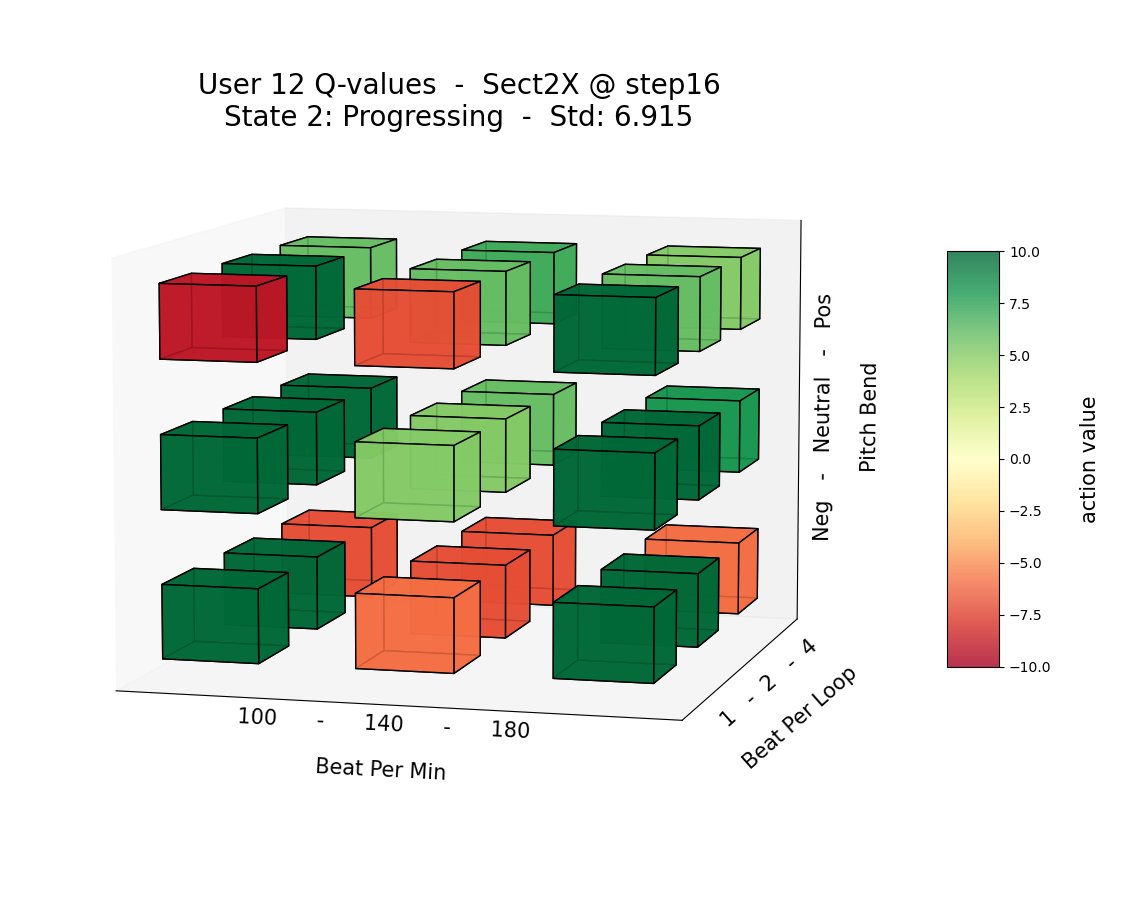 User 12 Q-values - Sect2X @ step16
State 2: Progressing - Std: 6.915
10.0
7.5
5.0
2.5
0.0
−2.5
−5.0
−7.5
−10.0
action value
Neg - Neutral - Pos
Pitch Bend
1 - 2 - 4
Beat Per Loop
100 - 140 - 180
Beat Per Min